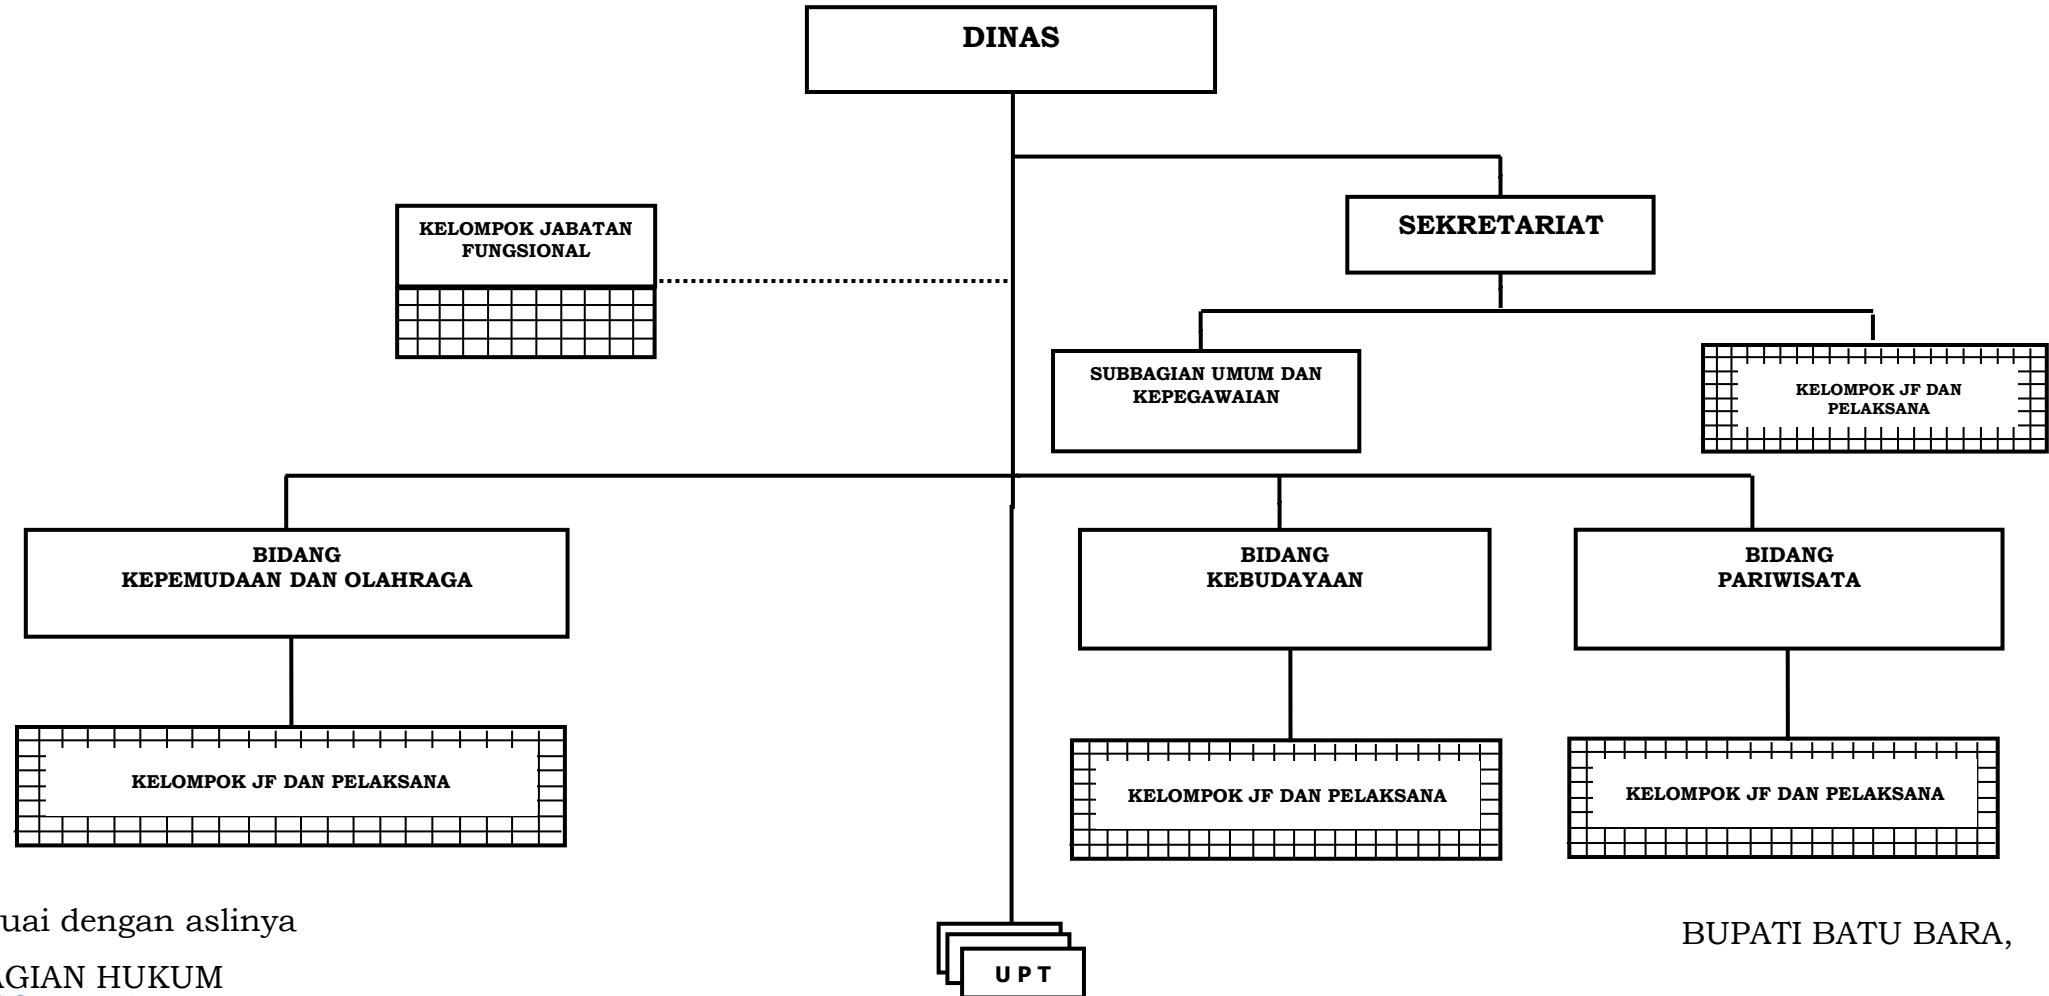 DINAS
KELOMPOK JABATAN
FUNGSIONAL
SEKRETARIAT
SUBBAGIAN UMUM DAN
KEPEGAWAIAN
KELOMPOK JF DAN
PELAKSANA
BIDANG
KEPEMUDAAN DAN OLAHRAGA
BIDANG
KEBUDAYAAN
BIDANG
PARIWISATA
KELOMPOK JF DAN PELAKSANA
KELOMPOK JF DAN PELAKSANA
KELOMPOK JF DAN PELAKSANA
uai dengan aslinya
BUPATI BATU BARA,
AGIAN HUKUM
UPT